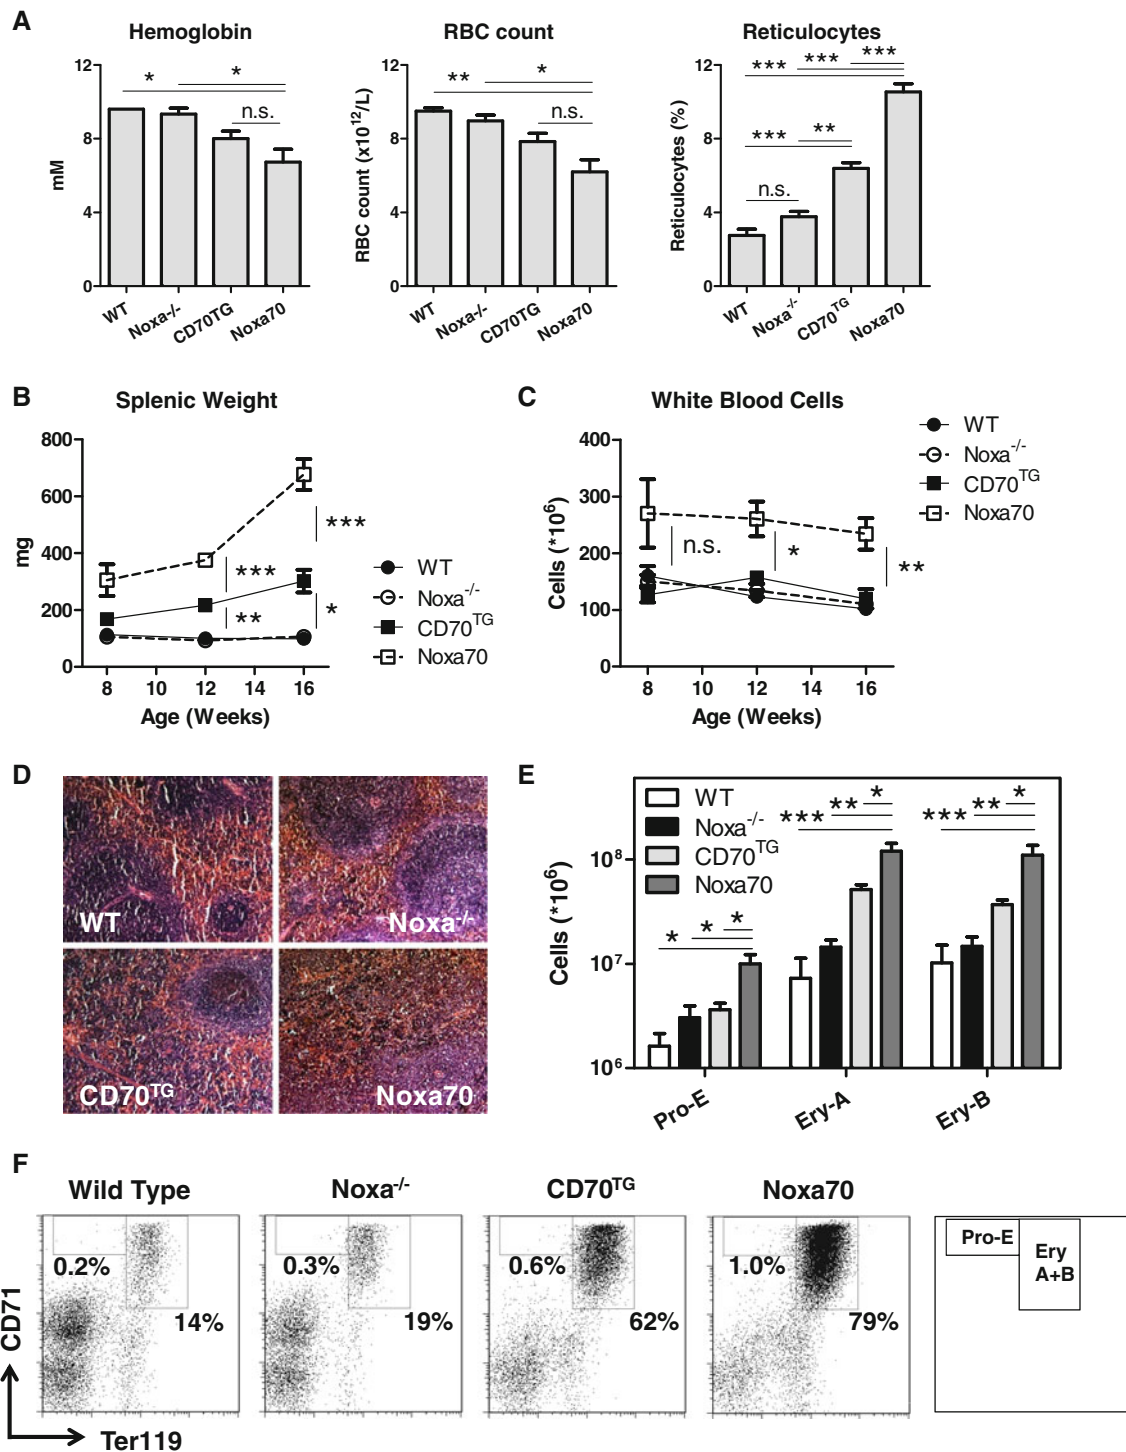 A
Hemoglobin
RBC count
Reticulocytes
* *
** *
*** *** ***
n.s.
n.s.
*** **
n.s.
12
8
4
0
mM
WT
Noxa-/-
CD70TG
Noxa70
12
8
4
0
RBC count (x10^12/L)
WT
Noxa-/-
CD70TG
Noxa70
12
8
4
0
Reticulocytes (%)
WT
Noxa-/-
CD70TG
Noxa70
B
Splenic Weight
800
600
400
200
0
mg
***
***
**
*
8 10 12 14 16
Age (Weeks)
WT
Noxa-/-
CD70TG
Noxa70
C
White Blood Cells
400
300
200
100
0
Cells (*10^6)
n.s.
*
**
8 10 12 14 16
Age (Weeks)
WT
Noxa-/-
CD70TG
Noxa70
D
WT
Noxa-/-
CD70TG
Noxa70
E
WT
Noxa-/-
CD70TG
Noxa70
* * *
*** ** *
*** ** *
10^8
10^7
10^6
Cells (*10^6)
Pro-E
Ery-A
Ery-B
F
Wild Type
Noxa-/-
CD70TG
Noxa70
0.2%
14%
0.3%
19%
0.6%
62%
1.0%
79%
Pro-E
Ery
A+B
CD71
Ter119